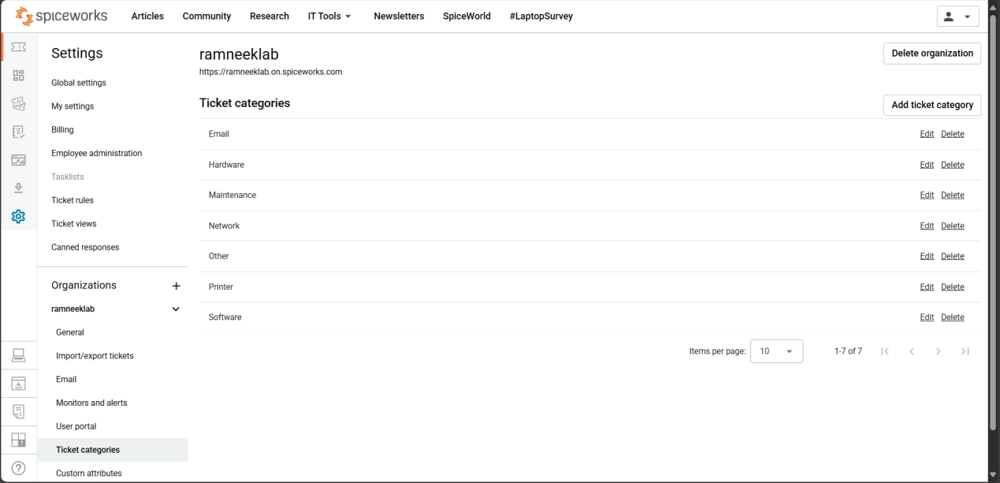 spiceworks Articles Community Research IT Tools Newsletters SpiceWorld #LaptopSurvey
Settings
Global settings
My settings
Billing
Employee administration
Tasklists
Ticket rules
Ticket views
Canned responses
Organizations +
ramneeklab
General
Import/export tickets
Email
Monitors and alerts
User portal
Ticket categories
Custom attributes
ramneeklab Delete organization
https://ramneeklab.on.spiceworks.com
Ticket categories Add ticket category
Email Edit Delete
Hardware Edit Delete
Maintenance Edit Delete
Network Edit Delete
Other Edit Delete
Printer Edit Delete
Software Edit Delete
Items per page: 10 1-7 of 7